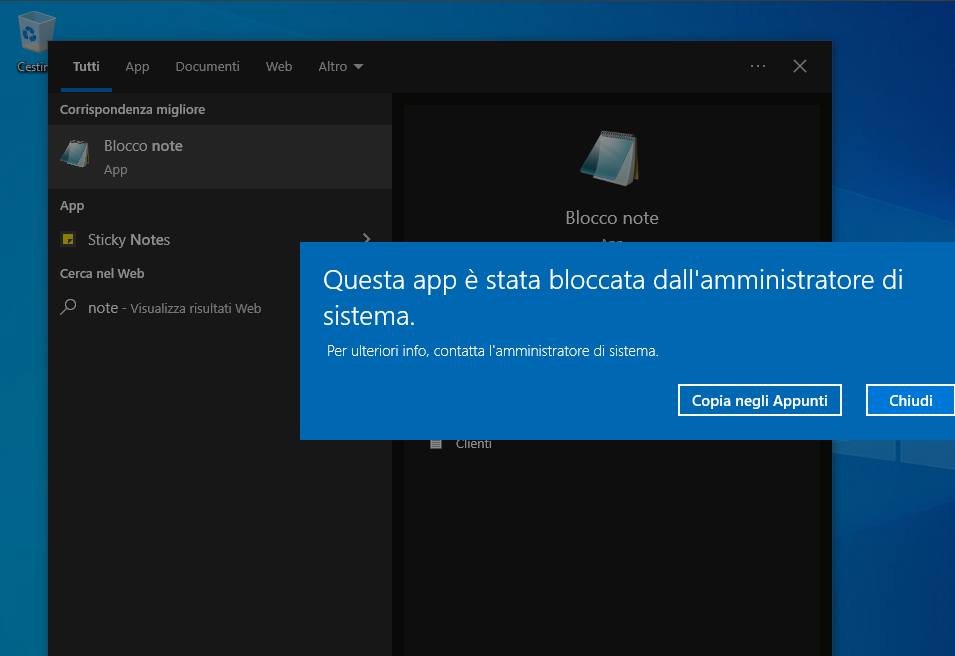 Cestin
Tutti App Documenti Web Altro ...
Corrispondenza migliore
Blocco note
App
App
Sticky Notes
Cerca nel Web
note - Visualizza risultati Web
Blocco note
App
Questa app è stata bloccata dall'amministratore di
sistema.
Per ulteriori info, contatta l'amministratore di sistema.
Copia negli Appunti Chiudi
Clienti